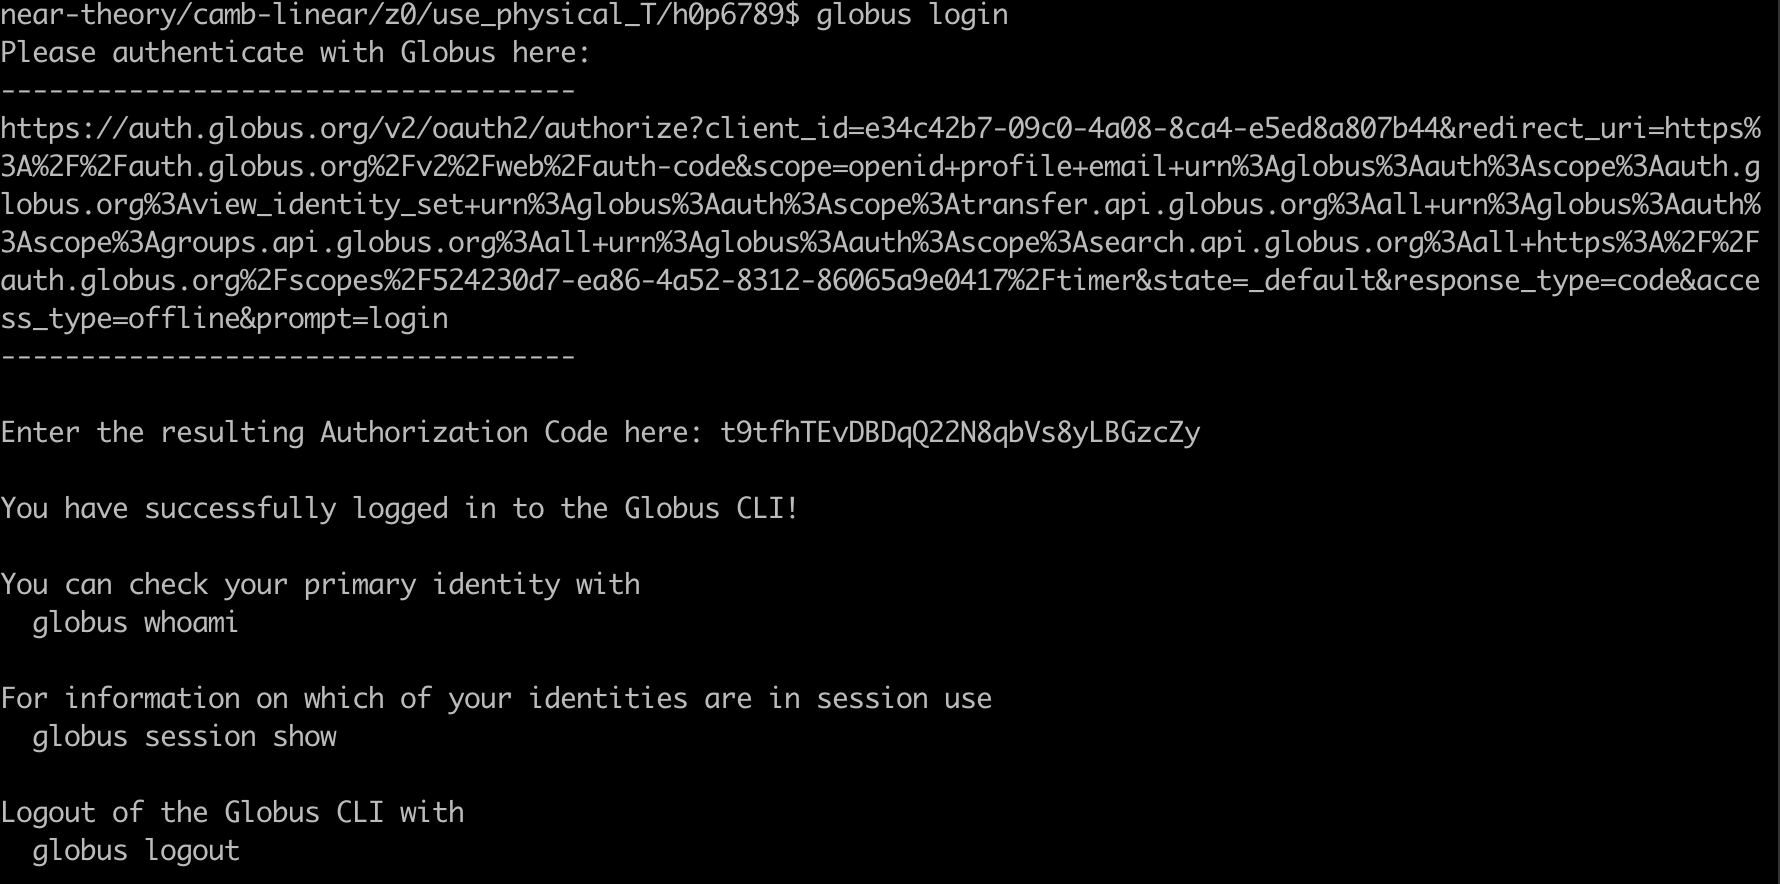 near-theory/camb-linear/z0/use_physical_T/h0p6789$ globus login
Please authenticate with Globus here:
------------------------------------
https://auth.globus.org/v2/oauth2/authorize?client_id=e34c42b7-09c0-4a08-8ca4-e5ed8a807b44&redirect_uri=https%
3A%2F%2Fauth.globus.org%2Fv2%2Fweb%2Fauth-code&scope=openid+profile+email+urn%3Aglobus%3Aauth%3Ascope%3Aauth.g
lobus.org%3Aview_identity_set+urn%3Aglobus%3Aauth%3Ascope%3Atransfer.api.globus.org%3Aall+urn%3Aglobus%3Aauth%
3Ascope%3Agroups.api.globus.org%3Aall+urn%3Aglobus%3Aauth%3Ascope%3Asearch.api.globus.org%3Aall+https%3A%2F%2F
auth.globus.org%2Fscopes%2F524230d7-ea86-4a52-8312-86065a9e0417%2Ftimer&state=_default&response_type=code&acce
ss_type=offline&prompt=login
------------------------------------
Enter the resulting Authorization Code here: t9tfhTEvDBDqQ22N8qbVs8yLBGzcZy
You have successfully logged in to the Globus CLI!
You can check your primary identity with
globus whoami
For information on which of your identities are in session use
globus session show
Logout of the Globus CLI with
globus logout